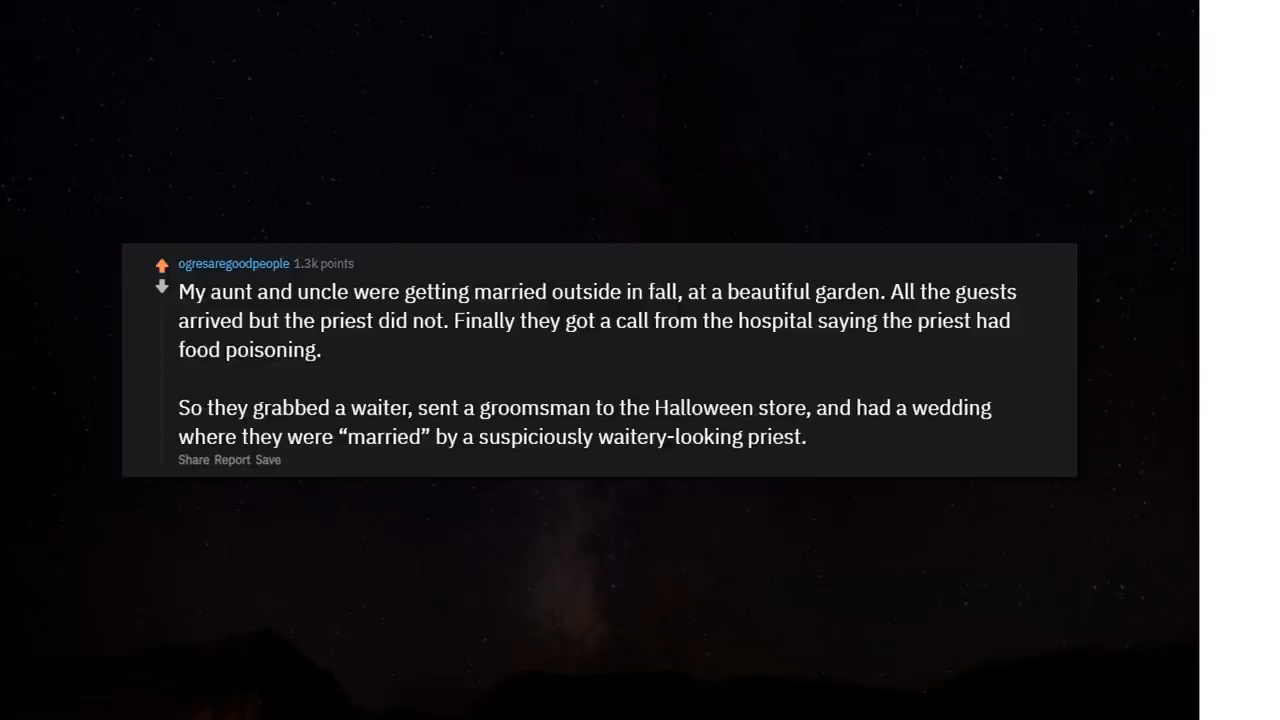 ogresaregoodpeople 1.3k points
My aunt and uncle were getting married outside in fall, at a beautiful garden. All the guests
arrived but the priest did not. Finally they got a call from the hospital saying the priest had
food poisoning.
So they grabbed a waiter, sent a groomsman to the Halloween store, and had a wedding
where they were “married” by a suspiciously waitery-looking priest.
Share Report Save